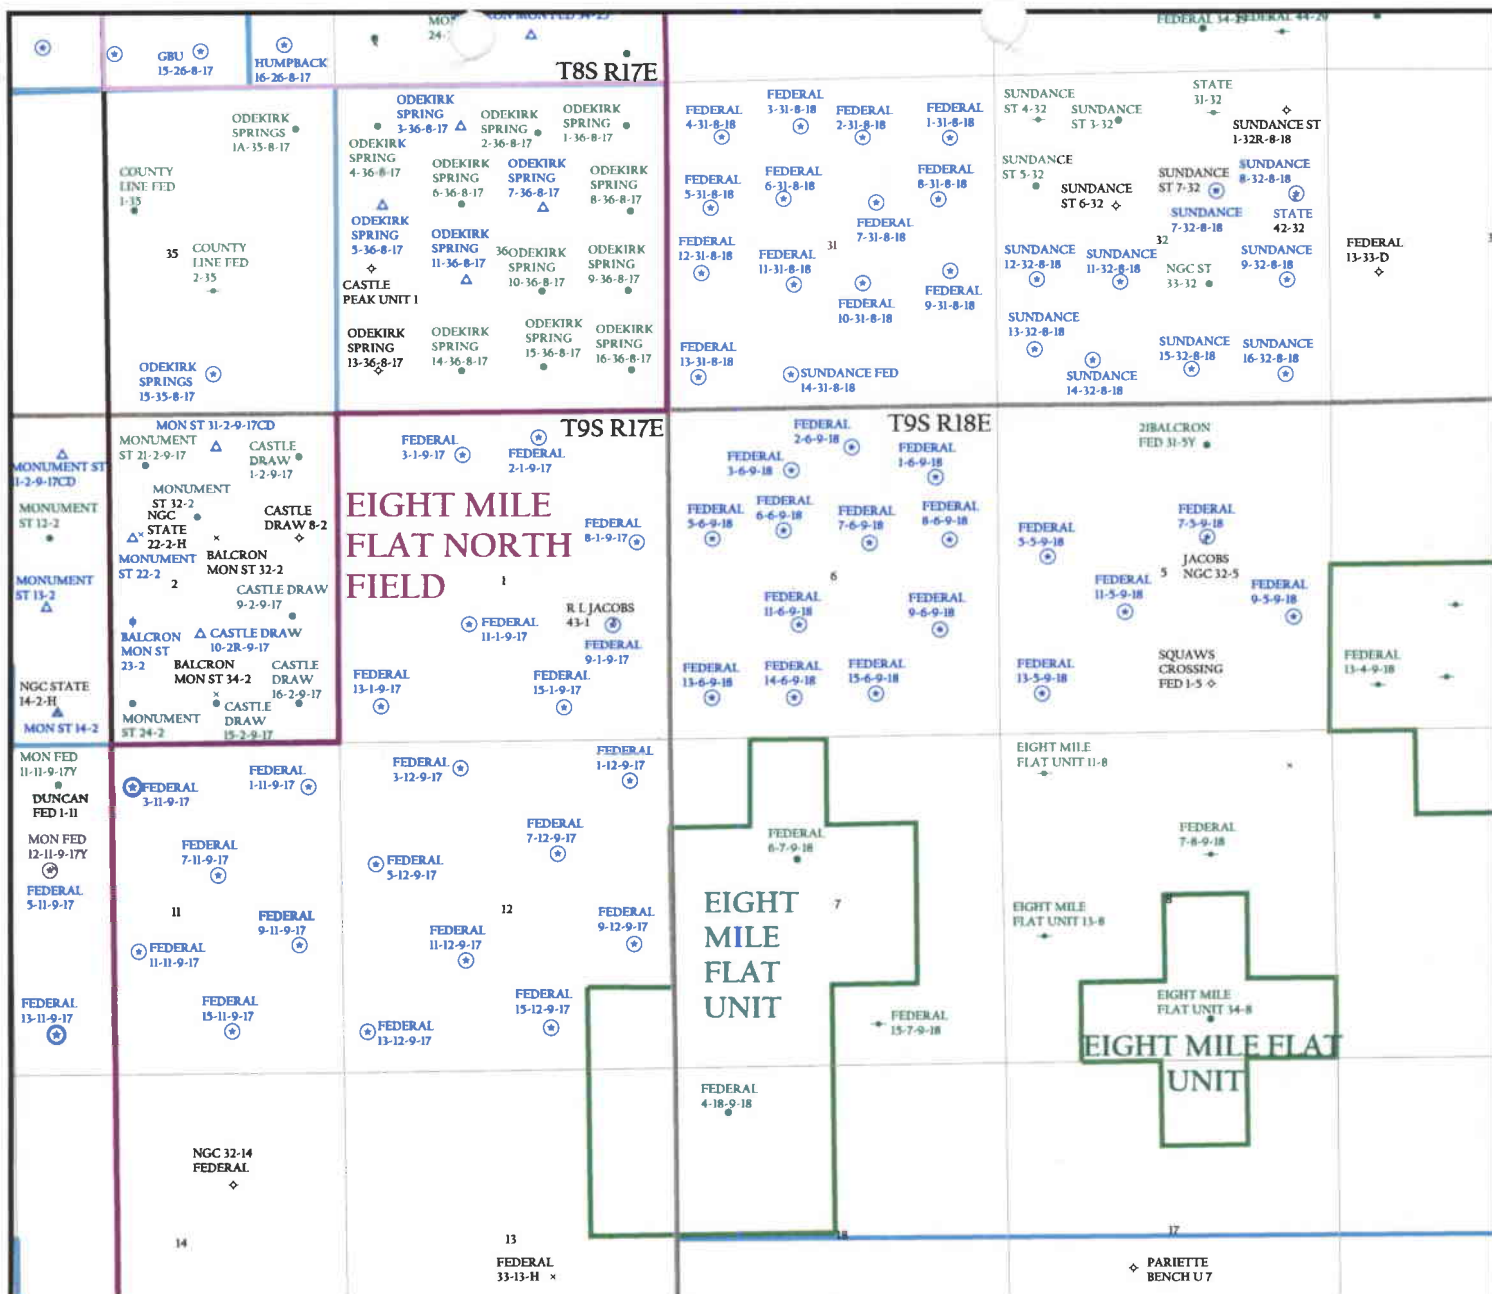 MON MON FED 34-25
24-
FEDERAL 34-29
FEDERAL 44-29
GBU
15-26-8-17
HUMPBACK
16-26-8-17
T8S R17E
ODEKIRK
SPRINGS
1A-35-8-17
COUNTY
LINE FED
1-35
35
COUNTY
LINE FED
2-35
ODEKIRK
SPRINGS
15-35-8-17
ODEKIRK
SPRING
3-36-8-17
ODEKIRK
SPRING
2-36-8-17
ODEKIRK
SPRING
1-36-8-17
ODEKIRK
SPRING
4-36-8-17
ODEKIRK
SPRING
6-36-8-17
ODEKIRK
SPRING
7-36-8-17
ODEKIRK
SPRING
8-36-8-17
ODEKIRK
SPRING
5-36-8-17
ODEKIRK
SPRING
11-36-8-17
36
ODEKIRK
SPRING
10-36-8-17
ODEKIRK
SPRING
9-36-8-17
CASTLE
PEAK UNIT 1
ODEKIRK
SPRING
13-36-8-17
ODEKIRK
SPRING
14-36-8-17
ODEKIRK
SPRING
15-36-8-17
ODEKIRK
SPRING
16-36-8-17
FEDERAL
4-31-8-18
FEDERAL
3-31-8-18
FEDERAL
2-31-8-18
FEDERAL
1-31-8-18
FEDERAL
5-31-8-18
FEDERAL
6-31-8-18
FEDERAL
7-31-8-18
FEDERAL
8-31-8-18
31
FEDERAL
12-31-8-18
FEDERAL
11-31-8-18
FEDERAL
10-31-8-18
FEDERAL
9-31-8-18
FEDERAL
13-31-8-18
SUNDANCE FED
14-31-8-18
SUNDANCE
ST 4-32
SUNDANCE
ST 3-32
STATE
31-32
SUNDANCE ST
1-32R-8-18
SUNDANCE
ST 5-32
SUNDANCE
ST 6-32
SUNDANCE
ST 7-32
SUNDANCE
8-32-8-18
SUNDANCE
7-32-8-18
STATE
42-32
32
SUNDANCE
12-32-8-18
SUNDANCE
11-32-8-18
NGC ST
33-32
SUNDANCE
9-32-8-18
SUNDANCE
13-32-8-18
SUNDANCE
14-32-8-18
SUNDANCE
15-32-8-18
SUNDANCE
16-32-8-18
FEDERAL
13-33-D
MON ST 31-2-9-17CD
MONUMENT
ST 21-2-9-17
CASTLE
DRAW
1-2-9-17
MONUMENT ST
11-2-9-17CD
MONUMENT
ST 12-2
MONUMENT
ST 32-2
NGC
STATE
22-2-H
CASTLE
DRAW 8-2
MONUMENT
ST 22-2
BALCRON
MON ST 32-2
2
MONUMENT
ST 13-2
CASTLE DRAW
9-2-9-17
BALCRON
MON ST
23-2
CASTLE DRAW
10-2R-9-17
BALCRON
MON ST 34-2
CASTLE
DRAW
16-2-9-17
NGC STATE
14-2-H
MON ST 14-2
MONUMENT
ST 24-2
CASTLE
DRAW
15-2-9-17
T9S R17E
FEDERAL
3-1-9-17
FEDERAL
2-1-9-17
EIGHT MILE
FLAT NORTH
FIELD
FEDERAL
8-1-9-17
1
R L JACOBS
43-1
FEDERAL
11-1-9-17
FEDERAL
9-1-9-17
FEDERAL
13-1-9-17
FEDERAL
15-1-9-17
T9S R18E
FEDERAL
2-6-9-18
FEDERAL
1-6-9-18
FEDERAL
3-6-9-18
FEDERAL
5-6-9-18
FEDERAL
6-6-9-18
FEDERAL
7-6-9-18
FEDERAL
8-6-9-18
6
FEDERAL
11-6-9-18
FEDERAL
9-6-9-18
FEDERAL
13-6-9-18
FEDERAL
14-6-9-18
FEDERAL
15-6-9-18
21BALCRON
FED 31-5Y
FEDERAL
5-5-9-18
FEDERAL
7-5-9-18
JACOBS
NGC 32-5
5
FEDERAL
11-5-9-18
FEDERAL
9-5-9-18
FEDERAL
13-5-9-18
SQUAWS
CROSSING
FED 1-5
FEDERAL
13-4-9-18
MON FED
11-11-9-17Y
DUNCAN
FED 1-11
MON FED
12-11-9-17Y
FEDERAL
5-11-9-17
FEDERAL
13-11-9-17
FEDERAL
3-11-9-17
FEDERAL
1-11-9-17
FEDERAL
7-11-9-17
11
FEDERAL
9-11-9-17
FEDERAL
11-11-9-17
FEDERAL
15-11-9-17
FEDERAL
3-12-9-17
FEDERAL
1-12-9-17
FEDERAL
7-12-9-17
FEDERAL
5-12-9-17
12
FEDERAL
9-12-9-17
FEDERAL
11-12-9-17
FEDERAL
15-12-9-17
FEDERAL
13-12-9-17
FEDERAL
6-7-9-18
EIGHT
MILE
FLAT
UNIT
7
FEDERAL
15-7-9-18
EIGHT MILE
FLAT UNIT 11-8
FEDERAL
7-8-9-18
EIGHT MILE
FLAT UNIT 13-8
8
EIGHT MILE
FLAT UNIT 34-8
EIGHT MILE FLAT
UNIT
FEDERAL
4-18-9-18
NGC 32-14
FEDERAL
14
13
FEDERAL
33-13-H
18
17
PARIETTE
BENCH U 7